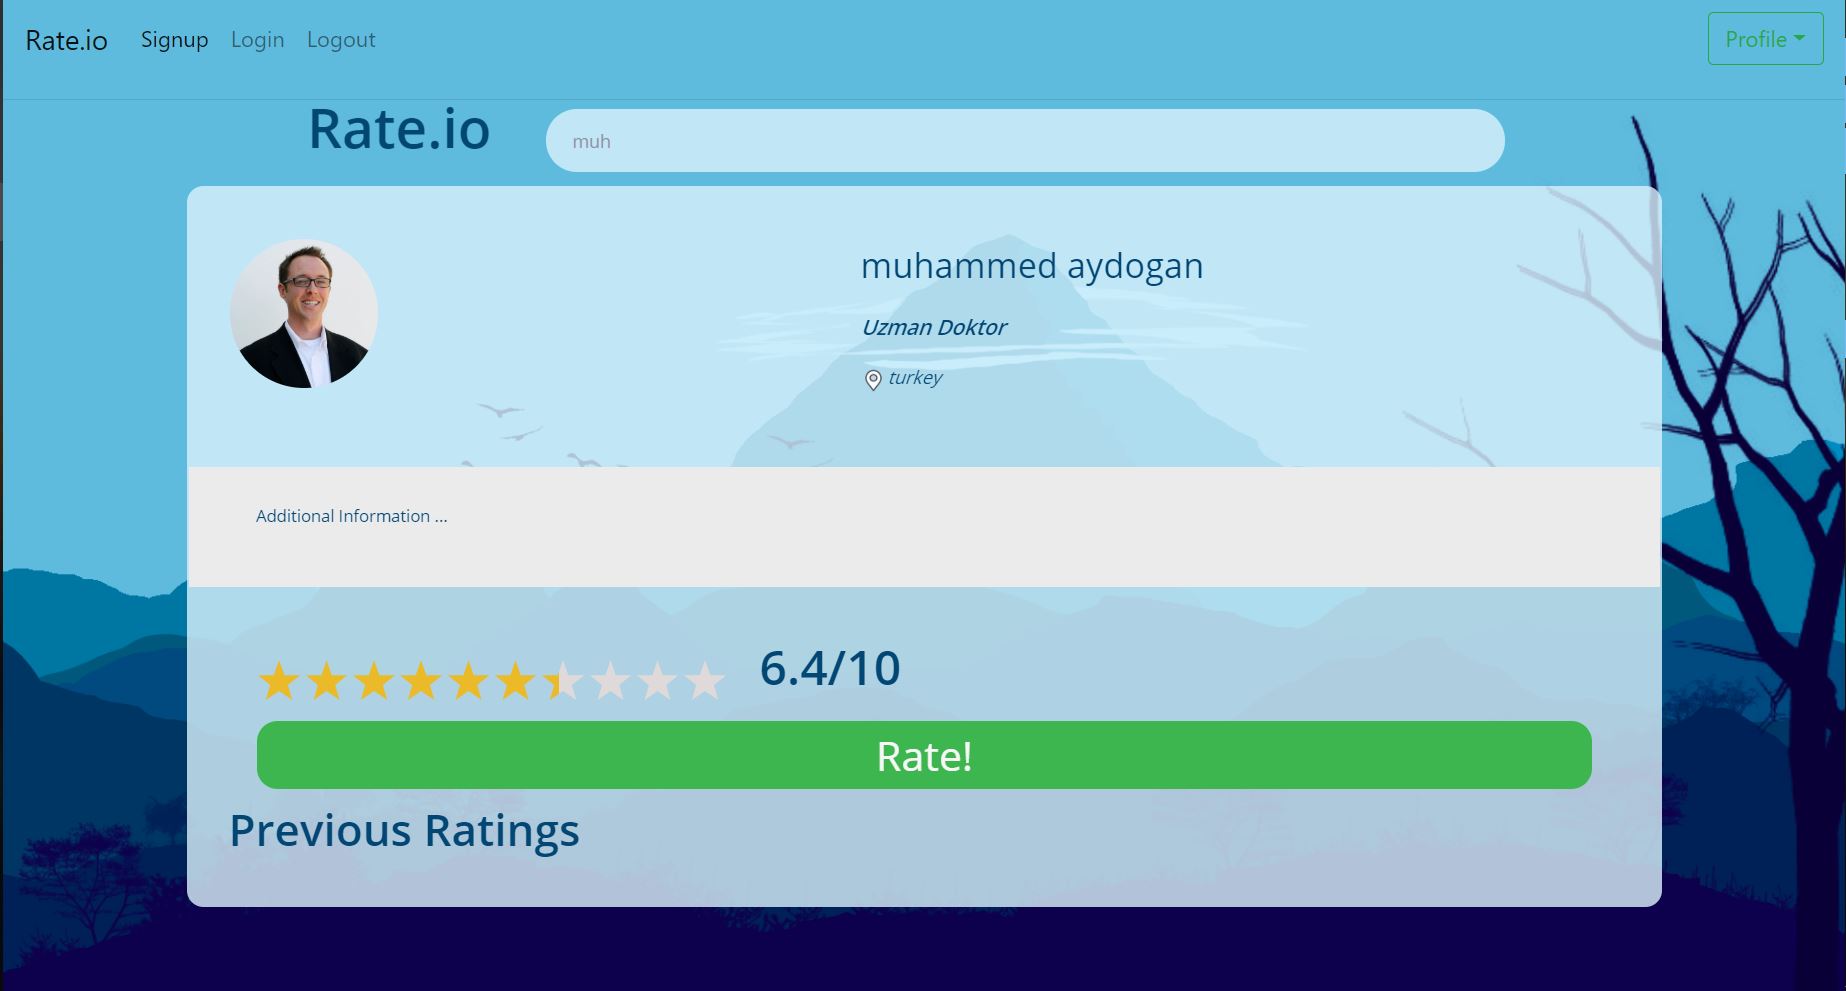 Rate.io Signup Login Logout Profile
Rate.io muh
muhammed aydogan
Uzman Doktor
turkey
Additional Information ...
6.4/10
Rate!
Previous Ratings